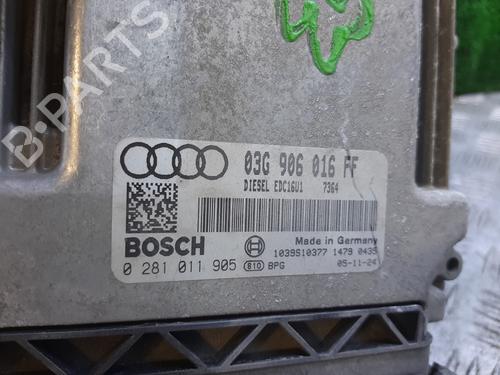 B-PARTS
03G 906 016 FF
DIESEL EDC16U1 7364
BOSCH
Made in Germany
1039S10377 1479 0435
0 281 011 905 810 BPG 05-11-24